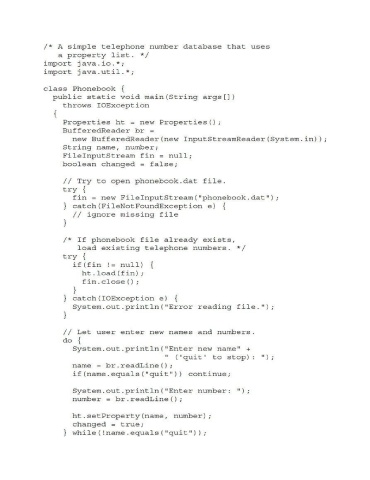 /* A simple telephone number database that uses
   a property list. */
import java.io.*;
import java.util.*;

class Phonebook {
  public static void main(String args[])
    throws IOException
  {
    Properties ht = new Properties();
    BufferedReader br =
      new BufferedReader(new InputStreamReader(System.in));
    String name, number;
    FileInputStream fin = null;
    boolean changed = false;

    // Try to open phonebook.dat file.
    try {
      fin = new FileInputStream("phonebook.dat");
    } catch(FileNotFoundException e) {
      // ignore missing file
    }

    /* If phonebook file already exists,
       load existing telephone numbers. */
    try {
      if(fin != null) {
        ht.load(fin);
        fin.close();
      }
    } catch(IOException e) {
      System.out.println("Error reading file.");
    }

    // Let user enter new names and numbers.
    do {
      System.out.println("Enter new name" +
                         " ('quit' to stop): ");
      name = br.readLine();
      if(name.equals("quit")) continue;

      System.out.println("Enter number: ");
      number = br.readLine();

      ht.setProperty(name, number);
      changed = true;
    } while(!name.equals("quit"));